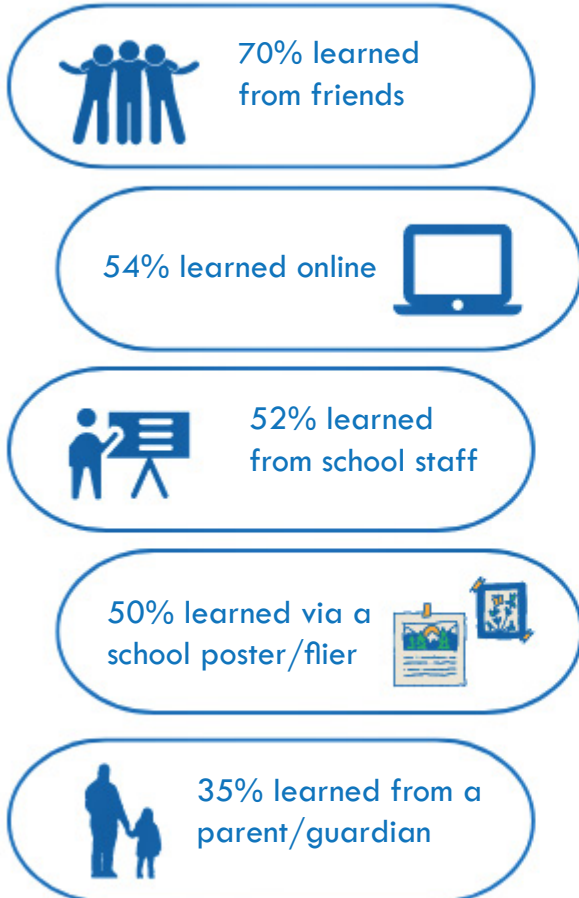 70% learned
from friends
54% learned online
52% learned
from school staff
50% learned via a
school poster/flier
35% learned from a
parent/guardian